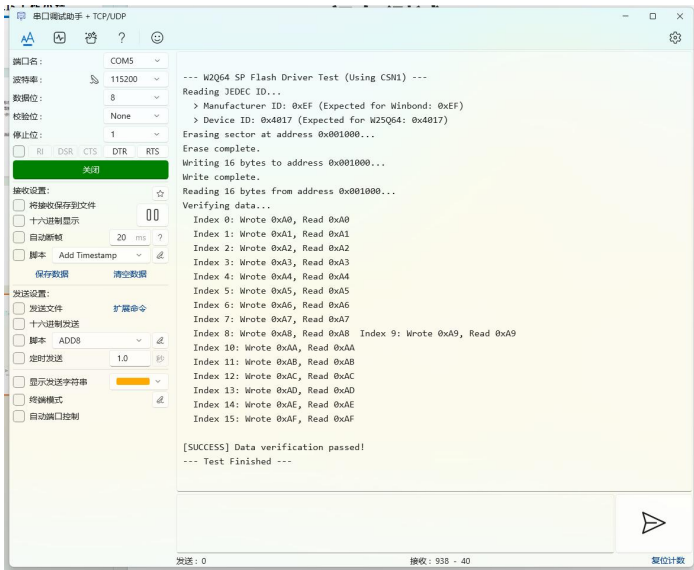 串口调试助手 + TCP/UDP
端口名:
COM5
波特率:
115200
数据位:
8
校验位:
None
停止位:
1
RI DSR CTS DTR RTS
关闭
接收设置:
将接收保存到文件
十六进制显示
自动断帧
20 ms ?
脚本 Add Timestamp
保存数据 清空数据
发送设置:
发送文件 扩展命令
十六进制发送
脚本 ADD8
定时发送 1.0
显示发送字符串
终端模式
自动端口控制
--- W2Q64 SP Flash Driver Test (Using CSN1) ---
Reading JEDEC ID...
> Manufacturer ID: 0xEF (Expected for Winbond: 0xEF)
> Device ID: 0x4017 (Expected for W25Q64: 0x4017)
Erasing sector at address 0x001000...
Erase complete.
Writing 16 bytes to address 0x001000...
Write complete.
Reading 16 bytes from address 0x001000...
Verifying data...
Index 0: Wrote 0xA0, Read 0xA0
Index 1: Wrote 0xA1, Read 0xA1
Index 2: Wrote 0xA2, Read 0xA2
Index 3: Wrote 0xA3, Read 0xA3
Index 4: Wrote 0xA4, Read 0xA4
Index 5: Wrote 0xA5, Read 0xA5
Index 6: Wrote 0xA6, Read 0xA6
Index 7: Wrote 0xA7, Read 0xA7
Index 8: Wrote 0xA8, Read 0xA8 Index 9: Wrote 0xA9, Read 0xA9
Index 10: Wrote 0xAA, Read 0xAA
Index 11: Wrote 0xAB, Read 0xAB
Index 12: Wrote 0xAC, Read 0xAC
Index 13: Wrote 0xAD, Read 0xAD
Index 14: Wrote 0xAE, Read 0xAE
Index 15: Wrote 0xAF, Read 0xAF
[SUCCESS] Data verification passed!
--- Test Finished ---
发送: 0
接收: 938 - 40
复位计数